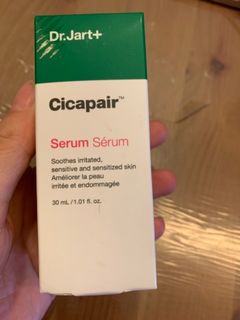 Dr.Jart+
Cicapair™
Serum Sérum
Soothes irritated,
sensitive and sensitized skin
Améliorer la peau
irritée et endommagée
30 mL/1.01 fl. oz.